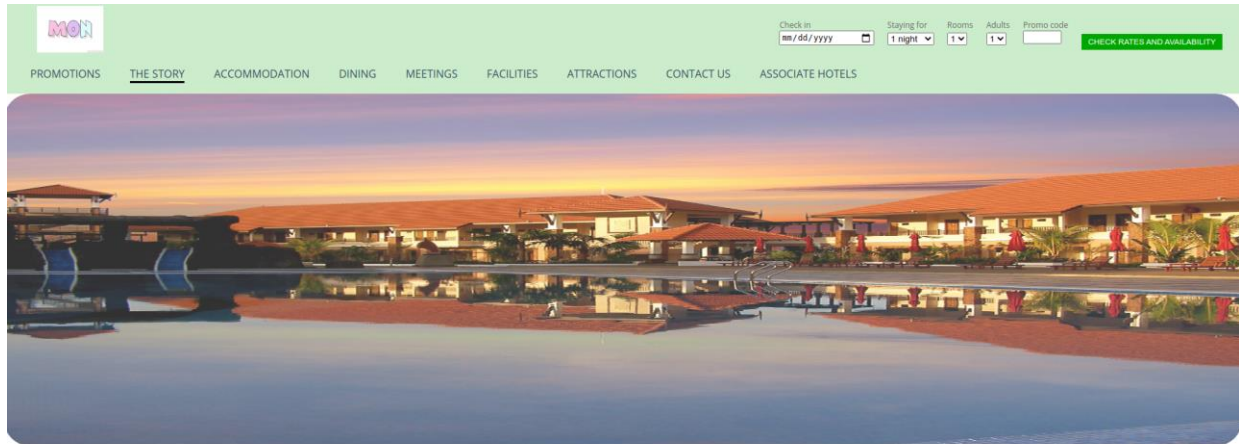 MON
Check in
Staying for
Rooms
Adults
Promo code
mm/dd/yyyy
1 night
1
1
CHECK RATES AND AVAILABILITY
PROMOTIONS
THE STORY
ACCOMMODATION
DINING
MEETINGS
FACILITIES
ATTRACTIONS
CONTACT US
ASSOCIATE HOTELS